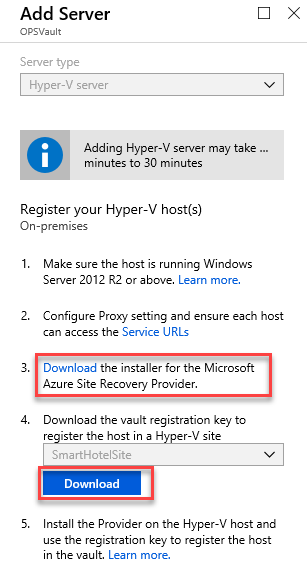 Add Server
OPSVault
Server type
Hyper-V server
Adding Hyper-V server may take ...
minutes to 30 minutes
Register your Hyper-V host(s)
On-premises
1. Make sure the host is running Windows
Server 2012 R2 or above. Learn more.
2. Configure Proxy setting and ensure each host
can access the Service URLs
3. Download the installer for the Microsoft
Azure Site Recovery Provider.
4. Download the vault registration key to
register the host in a Hyper-V site
SmartHotelSite
Download
5. Install the Provider on the Hyper-V host and
use the registration key to register the host
in the vault. Learn more.